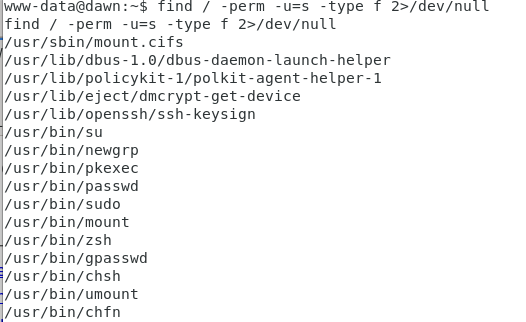 www-data@dawn:~$ find / -perm -u=s -type f 2>/dev/null
find / -perm -u=s -type f 2>/dev/null
/usr/sbin/mount.cifs
/usr/lib/dbus-1.0/dbus-daemon-launch-helper
/usr/lib/policykit-1/polkit-agent-helper-1
/usr/lib/eject/dmcrypt-get-device
/usr/lib/openssh/ssh-keysign
/usr/bin/su
/usr/bin/newgrp
/usr/bin/pkexec
/usr/bin/passwd
/usr/bin/sudo
/usr/bin/mount
/usr/bin/zsh
/usr/bin/gpasswd
/usr/bin/chsh
/usr/bin/umount
/usr/bin/chfn